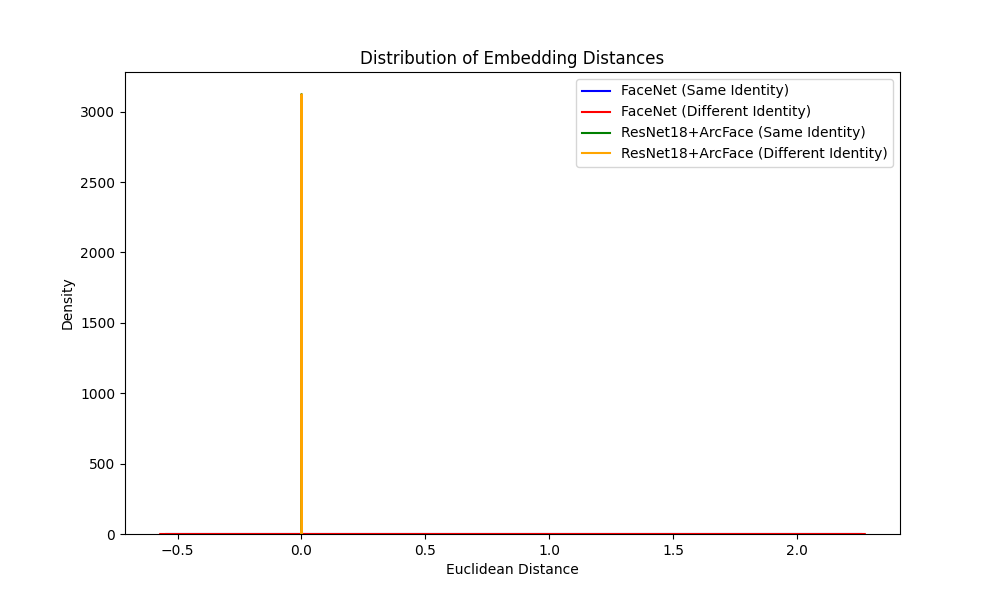 Distribution of Embedding Distances
FaceNet (Same Identity)
FaceNet (Different Identity)
ResNet18+ArcFace (Same Identity)
ResNet18+ArcFace (Different Identity)
3000
2500
2000
1500
1000
500
0
Density
−0.5 0.0 0.5 1.0 1.5 2.0
Euclidean Distance